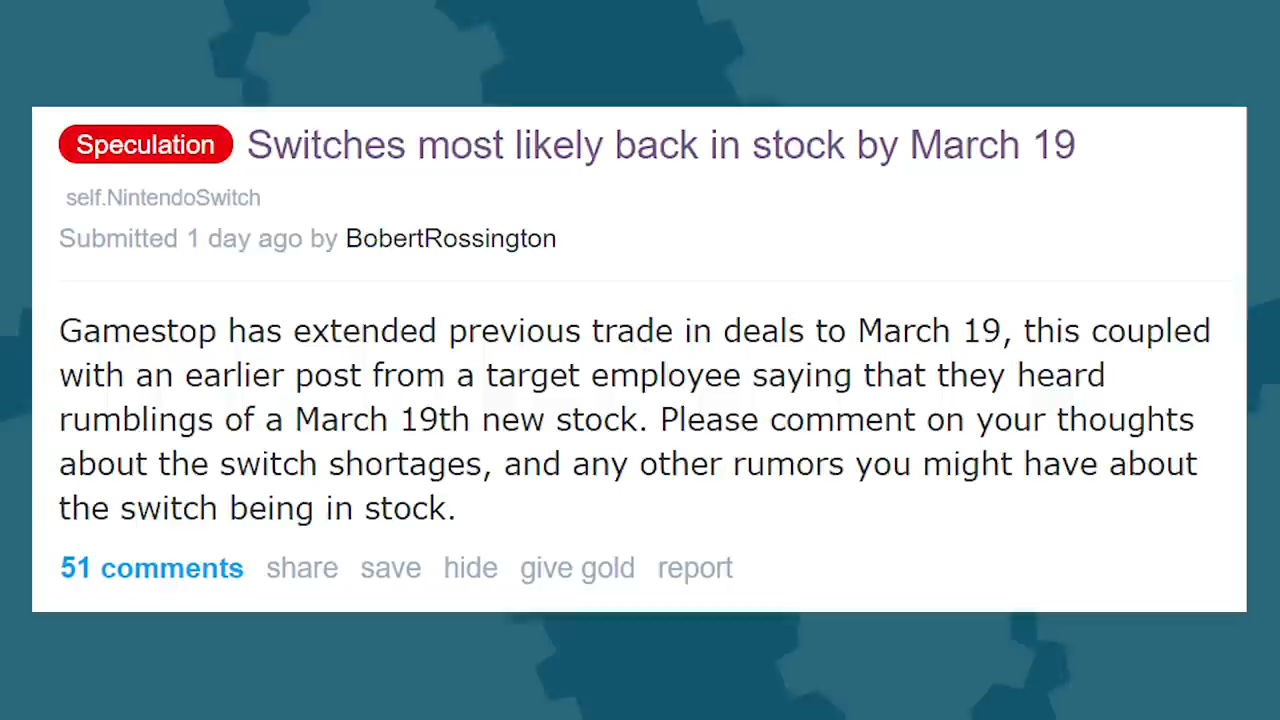 Speculation Switches most likely back in stock by March 19
self.NintendoSwitch
Submitted 1 day ago by BobertRossington
Gamestop has extended previous trade in deals to March 19, this coupled
with an earlier post from a target employee saying that they heard
rumblings of a March 19th new stock. Please comment on your thoughts
about the switch shortages, and any other rumors you might have about
the switch being in stock.
51 comments share save hide give gold report